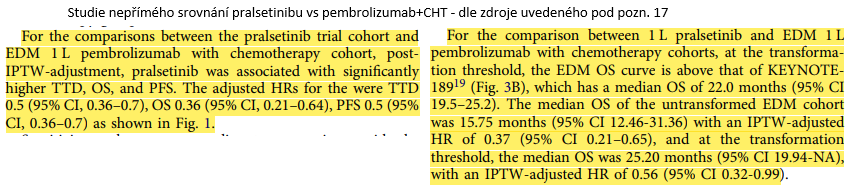 Studie nepřímého srovnání pralsetinibu vs pembrolizumab+CHT - dle zdroje uvedeného pod pozn. 17
For the comparisons between the pralsetinib trial cohort and
EDM 1 L pembrolizumab with chemotherapy cohort, post-
IPTW-adjustment, pralsetinib was associated with significantly
higher TTD, OS, and PFS. The adjusted HRs for the were TTD
0.5 (95% CI, 0.36–0.7), OS 0.36 (95% CI, 0.21–0.64), PFS 0.5 (95%
CI, 0.36–0.7) as shown in Fig. 1.
For the comparison between 1 L pralsetinib and EDM 1 L
pembrolizumab with chemotherapy cohorts, at the transforma-
tion threshold, the EDM OS curve is above that of KEYNOTE-
189¹⁹ (Fig. 3B), which has a median OS of 22.0 months (95% CI
19.5–25.2). The median OS of the untransformed EDM cohort
was 15.75 months (95% CI 12.46-31.36) with an IPTW-adjusted
HR of 0.37 (95% CI 0.21–0.65), and at the transformation
threshold, the median OS was 25.20 months (95% CI 19.94-NA),
with an IPTW-adjusted HR of 0.56 (95% CI 0.32-0.99).